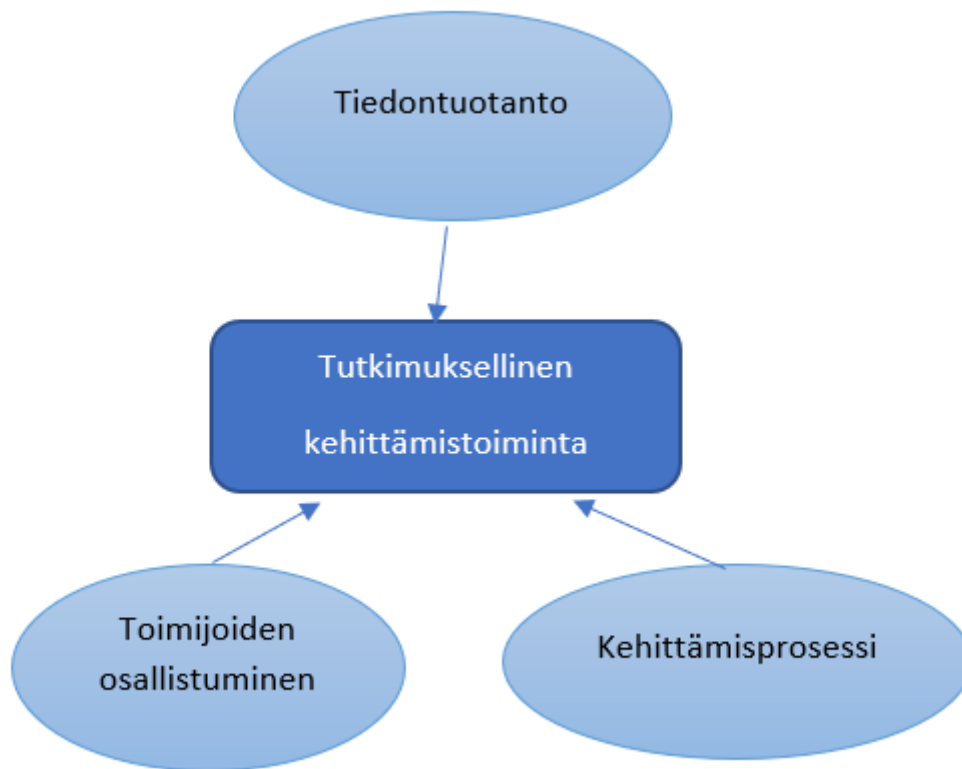 Tiedontuotanto
Tutkimuksellinen
kehittämistoiminta
Toimijoiden
osallistuminen
Kehittämisprosessi